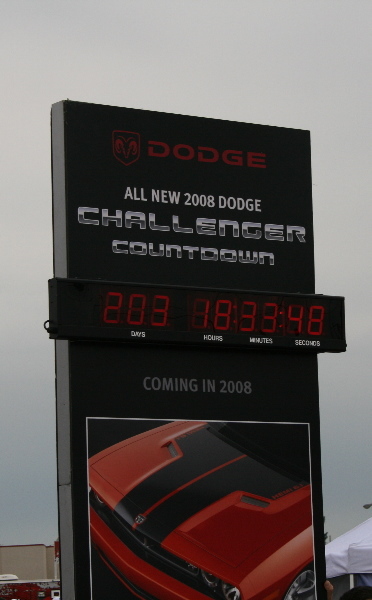 DODGE
ALL NEW 2008 DODGE
CHALLENGER
COUNTDOWN
203 18:33:48
DAYS HOURS MINUTES SECONDS
COMING IN 2008